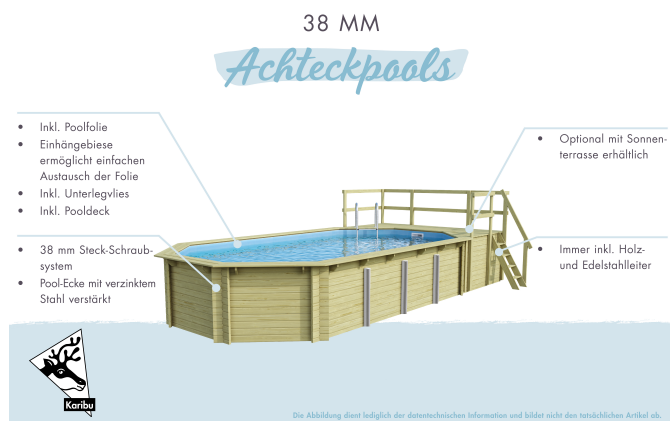 38 MM
Achteckpools
• Inkl. Poolfolie
• Einhängebiese
ermöglicht einfachen
Austausch der Folie
• Inkl. Unterlegvlies
• Inkl. Pooldeck
• 38 mm Steck-Schraub-
system
• Pool-Ecke mit verzinktem
Stahl verstärkt
• Optional mit Sonnen-
terrasse erhältlich
• Immer inkl. Holz-
und Edelstahlleiter
Karibu
Die Abbildung dient lediglich der datentechnischen Information und bildet nicht den tatsächlichen Artikel ab.